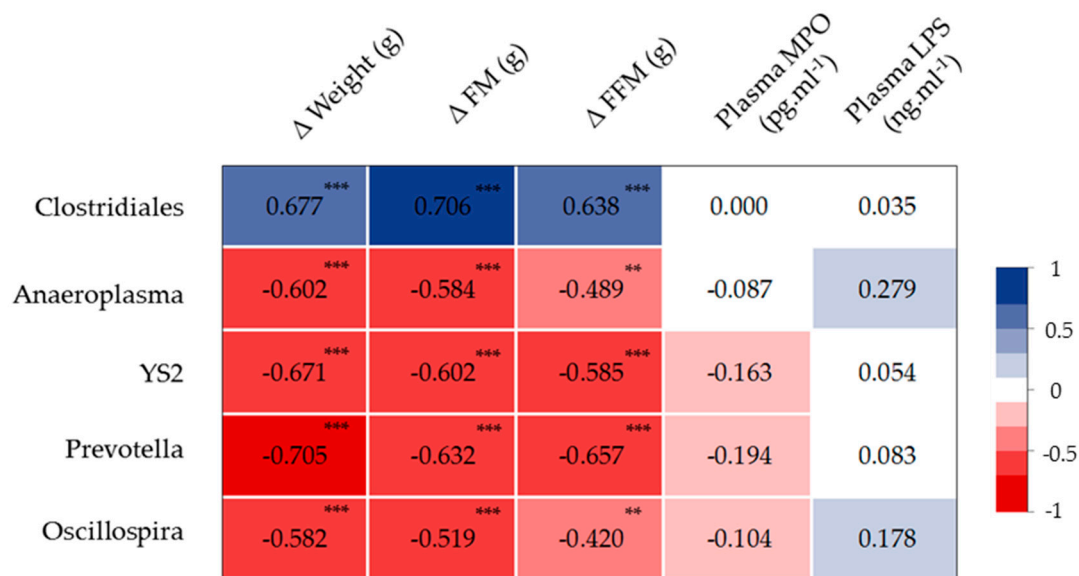 Δ Weight (g)
Δ FM (g)
Δ FFM (g)
Plasma MPO
(pg.ml⁻¹)
Plasma LPS
(ng.ml⁻¹)
Clostridiales 0.677*** 0.706*** 0.638*** 0.000 0.035
Anaeroplasma -0.602*** -0.584*** -0.489** -0.087 0.279
YS2 -0.671*** -0.602*** -0.585*** -0.163 0.054
Prevotella -0.705*** -0.632*** -0.657*** -0.194 0.083
Oscillospira -0.582*** -0.519*** -0.420** -0.104 0.178
1
0.5
0
-0.5
-1